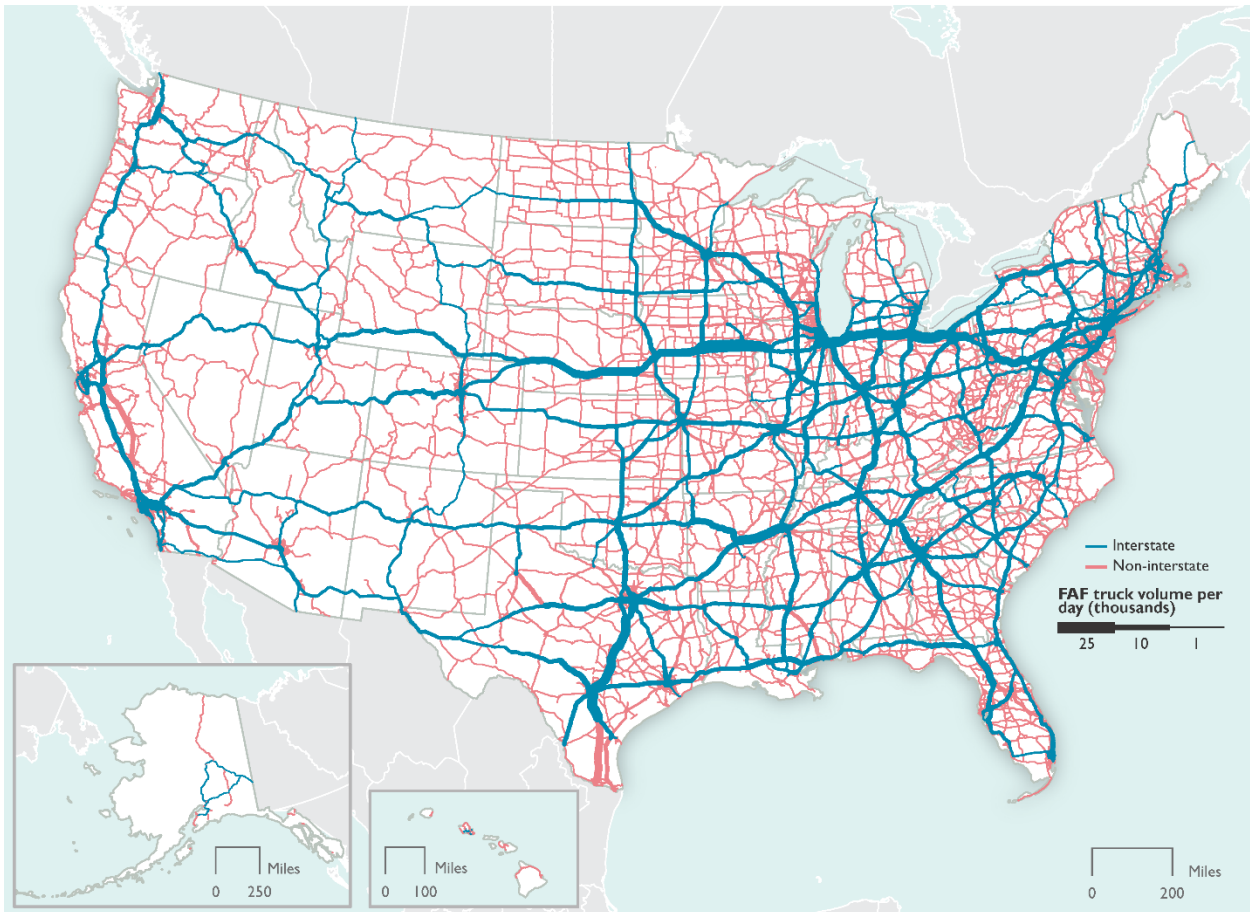 Interstate
Non-interstate
FAF truck volume per
day (thousands)
25 10 1
Miles
0 250
Miles
0 100
Miles
0 200